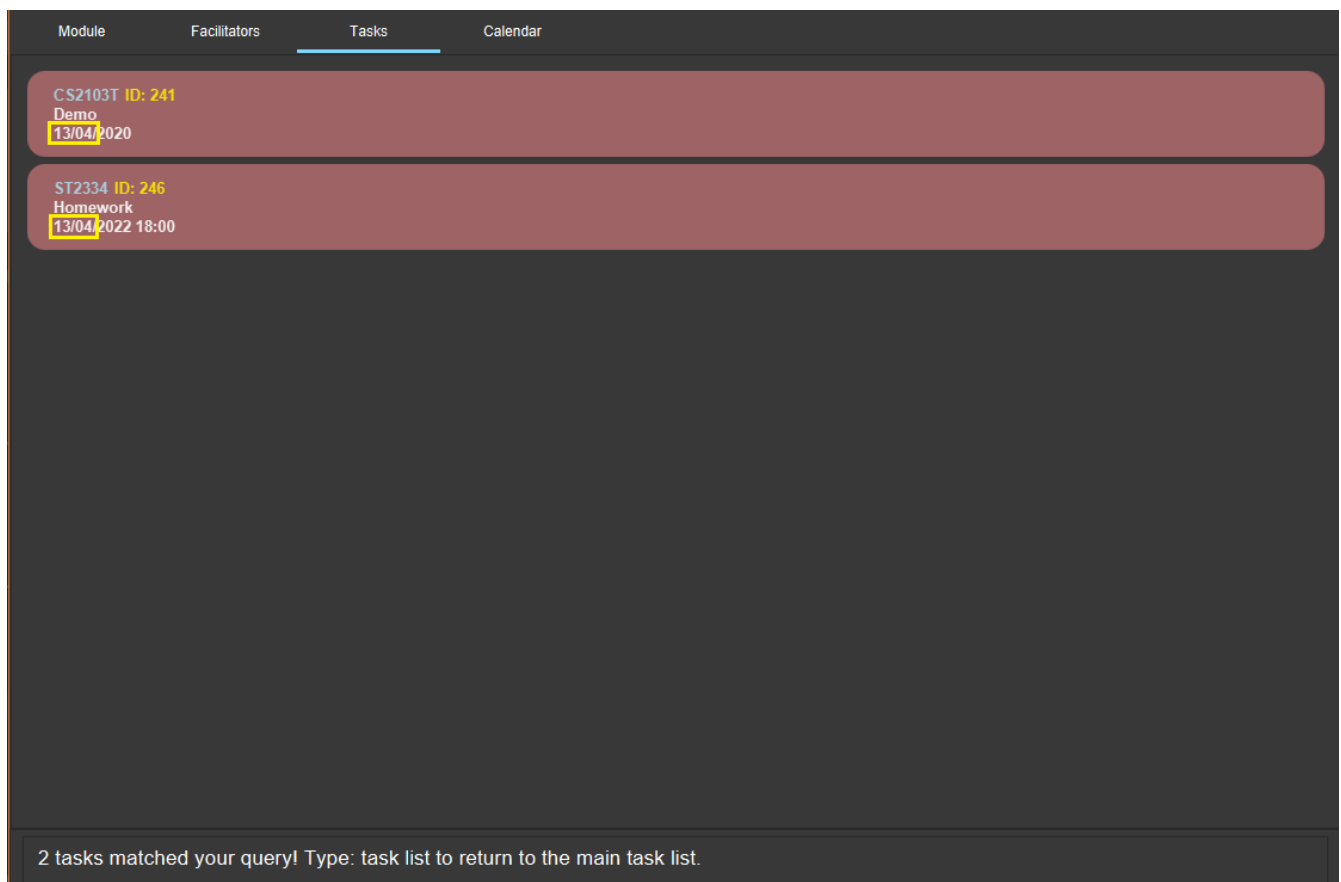 Module Facilitators Tasks Calendar
CS2103T ID: 241
Demo
13/04/2020
ST2334 ID: 246
Homework
13/04/2022 18:00
2 tasks matched your query! Type: task list to return to the main task list.